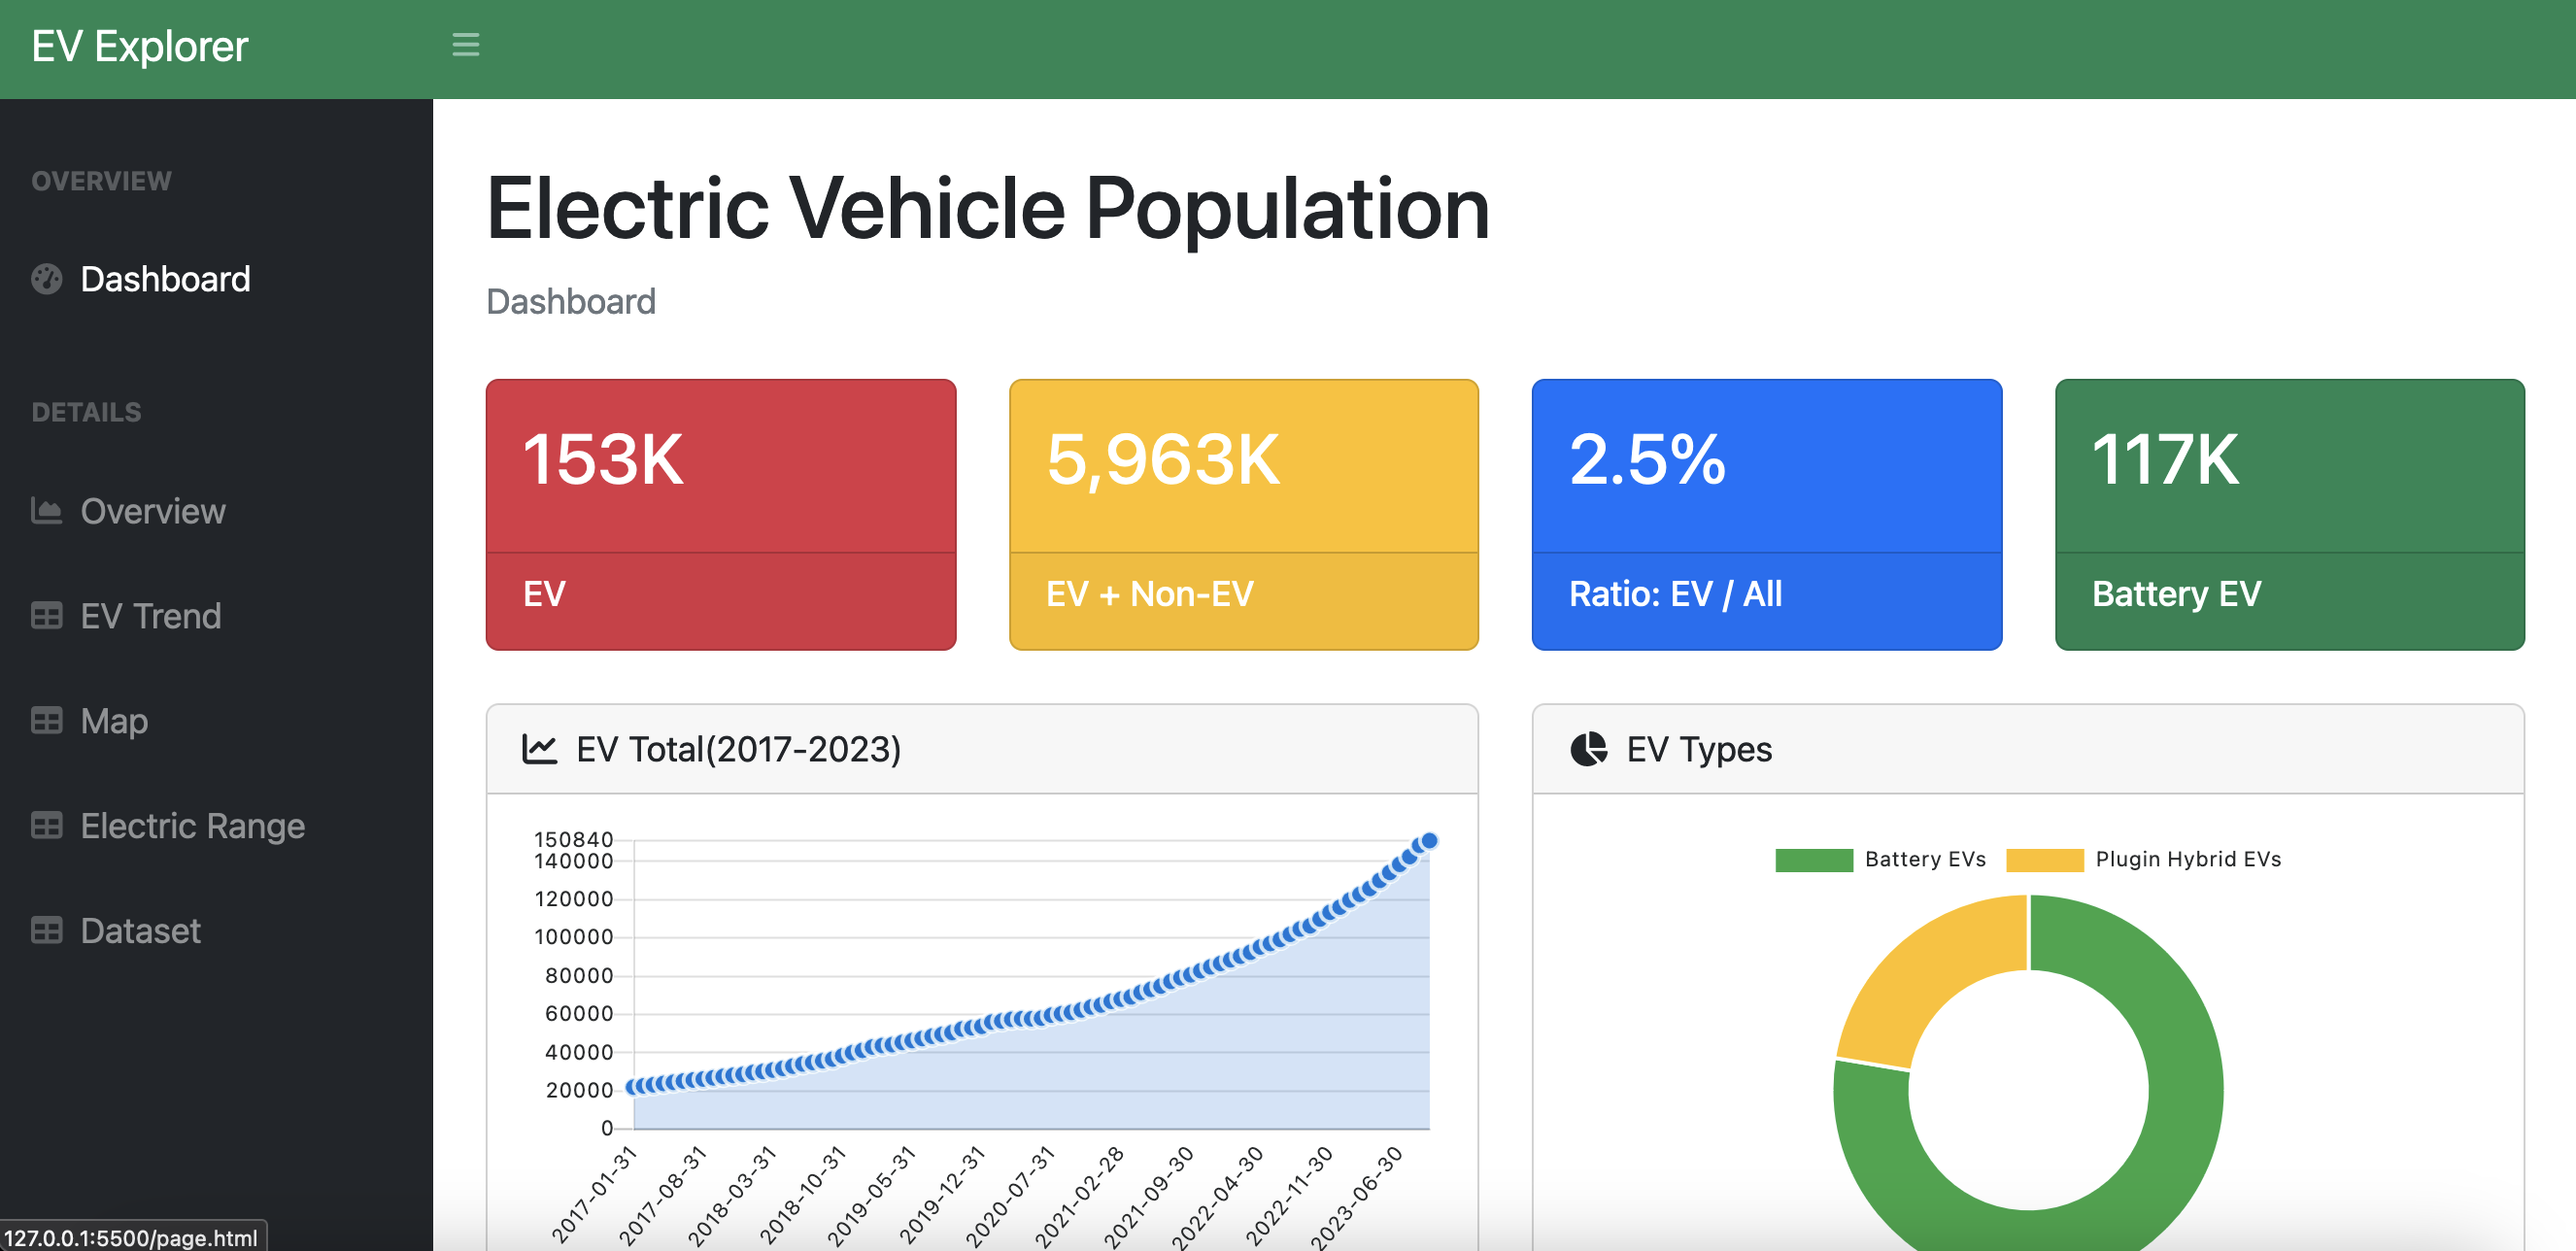 EV Explorer
OVERVIEW
Dashboard
DETAILS
Overview
EV Trend
Map
Electric Range
Dataset
127.0.0.1:5500/page.html
Electric Vehicle Population
Dashboard
153K
EV
5,963K
EV + Non-EV
2.5%
Ratio: EV / All
117K
Battery EV
EV Total(2017-2023)
150840
140000
120000
100000
80000
60000
40000
20000
0
2017-01-31
2017-08-31
2018-03-31
2018-10-31
2019-05-31
2019-12-31
2020-07-31
2021-02-28
2021-09-30
2022-04-30
2022-11-30
2023-06-30
EV Types
Battery EVs
Plugin Hybrid EVs